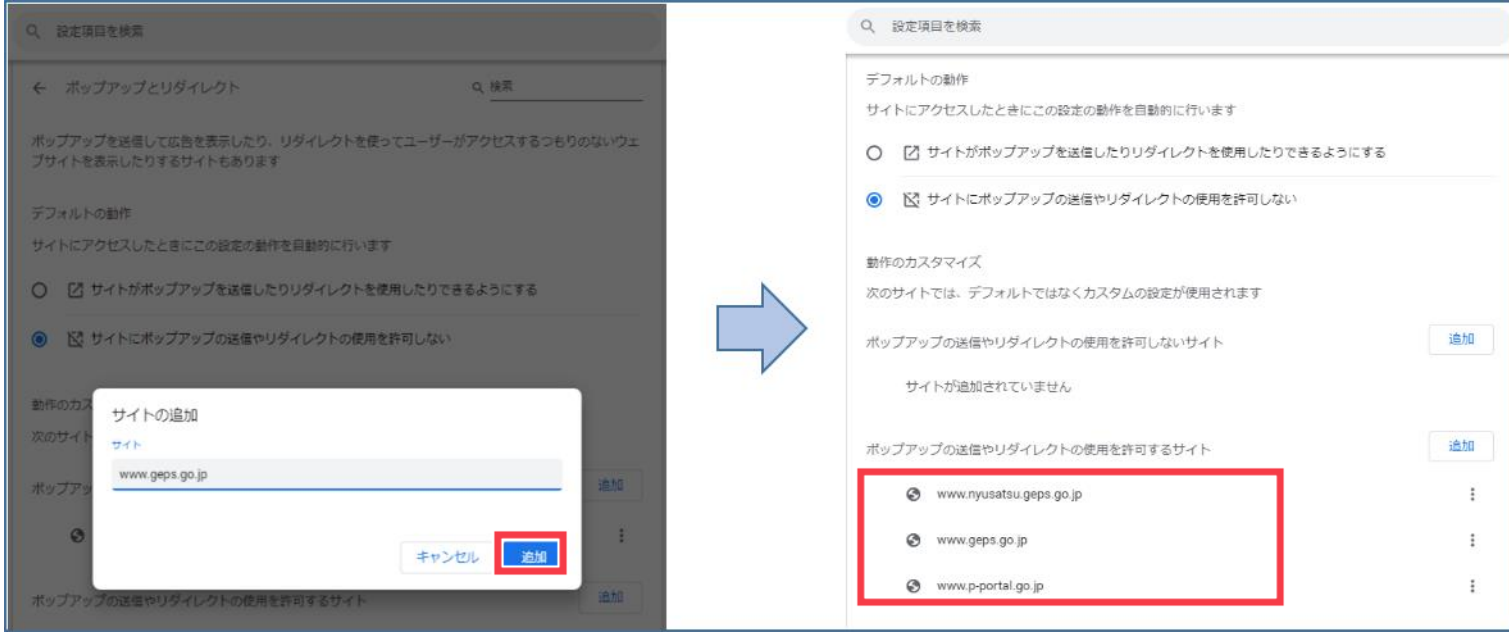 設定項目を検索
ポップアップとリダイレクト
検索
ポップアップを送信して広告を表示したり、リダイレクトを使ってユーザーがアクセスするつもりのないウェ
ブサイトを表示したりするサイトもあります
デフォルトの動作
サイトにアクセスしたときにこの設定の動作を自動的に行います
サイトがポップアップを送信したりリダイレクトを使用したりできるようにする
サイトにポップアップの送信やリダイレクトの使用を許可しない
動作のカス
次のサイト
サイトの追加
サイト
www.geps.go.jp
ポップアッ
追加
キャンセル
追加
ポップアップの送信やリダイレクトの使用を許可するサイト
追加
設定項目を検索
デフォルトの動作
サイトにアクセスしたときにこの設定の動作を自動的に行います
サイトがポップアップを送信したりリダイレクトを使用したりできるようにする
サイトにポップアップの送信やリダイレクトの使用を許可しない
動作のカスタマイズ
次のサイトでは、デフォルトではなくカスタムの設定が使用されます
ポップアップの送信やリダイレクトの使用を許可しないサイト
追加
サイトが追加されていません
ポップアップの送信やリダイレクトの使用を許可するサイト
追加
www.nyusatsu.geps.go.jp
www.geps.go.jp
www.p-portal.go.jp